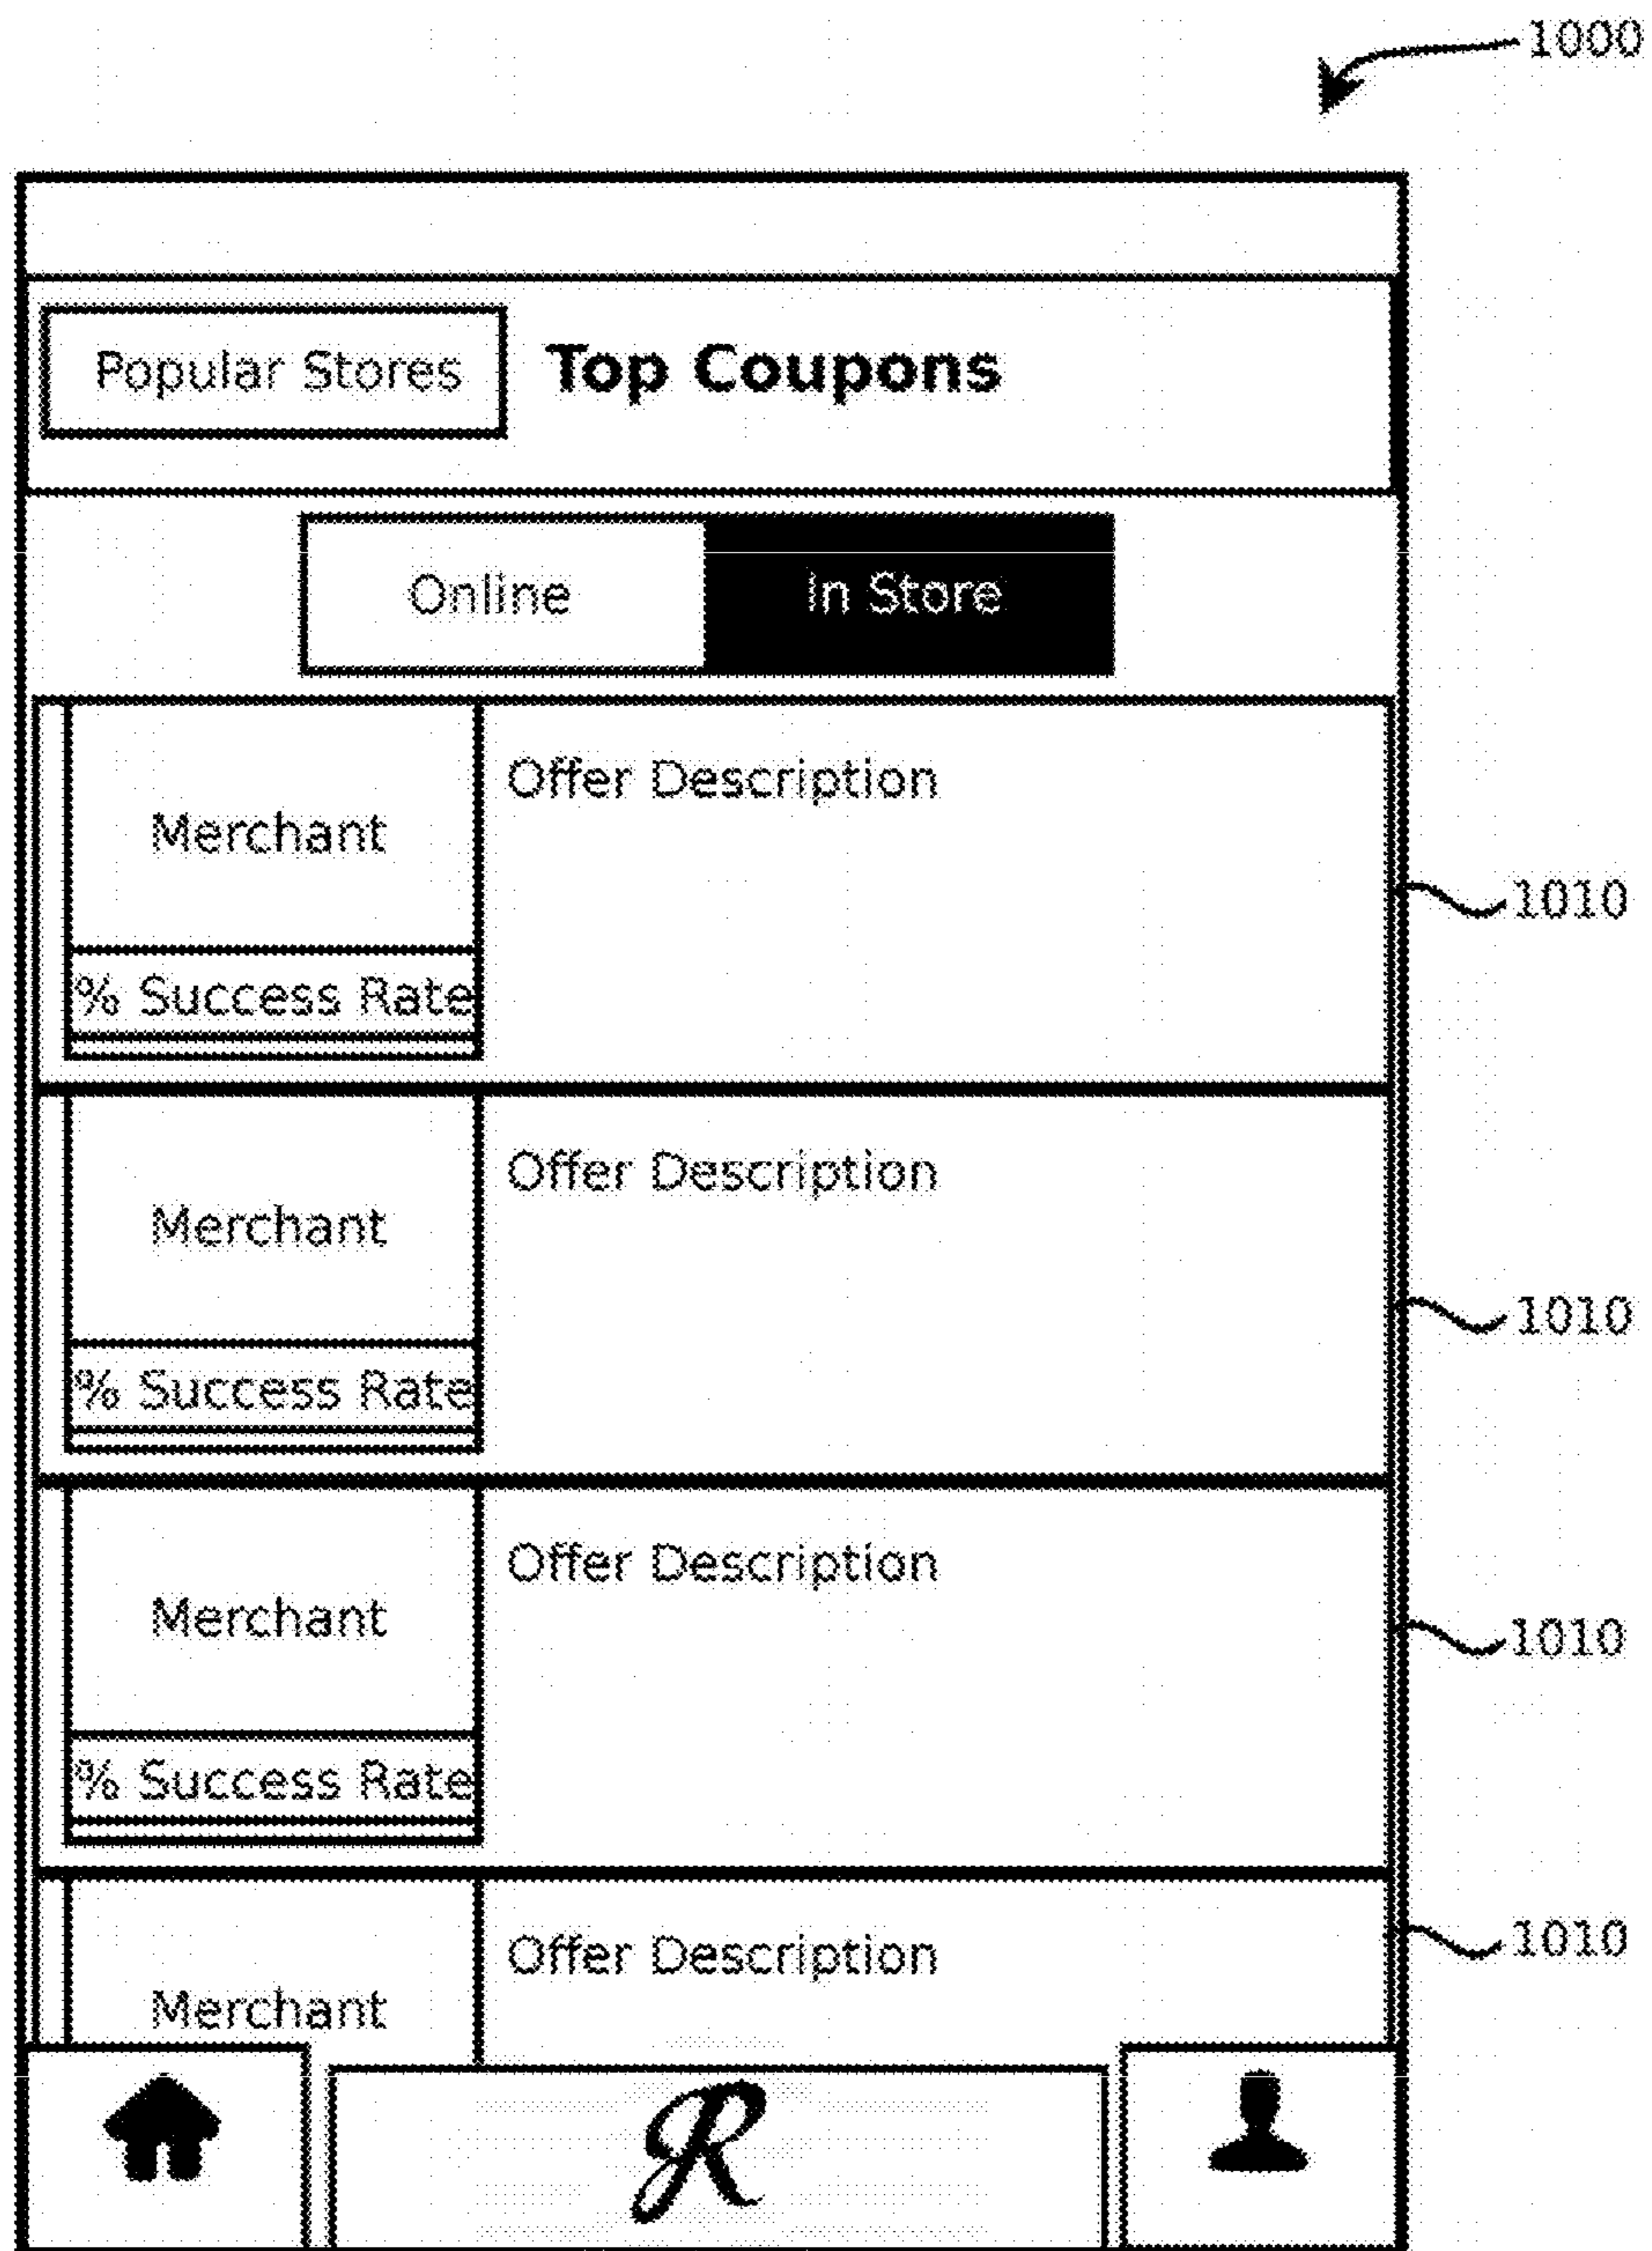 1000
Popular Stores Top Coupons
Online In Store
Offer Description
Merchant
1010
% Success Rate
Offer Description
Merchant
1010
% Success Rate
Offer Description
Merchant
1010
% Success Rate
Offer Description
1010
Merchant
R